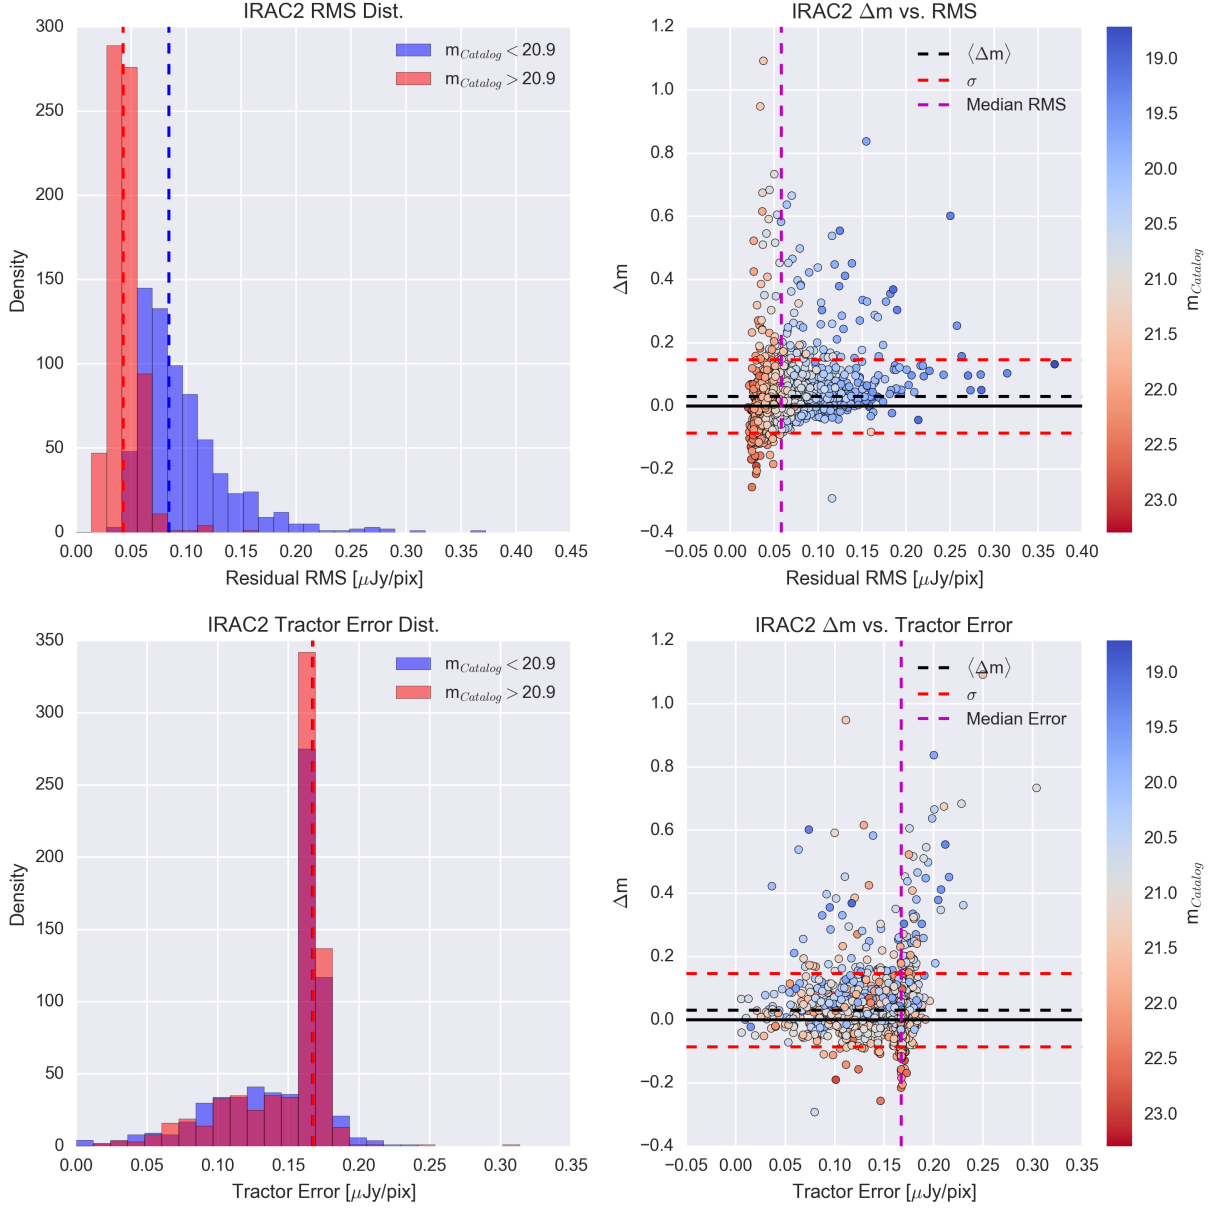 IRAC2 RMS Dist.
300
250
200
150
100
50
0
Density
m_Catalog < 20.9
m_Catalog > 20.9
0.00 0.05 0.10 0.15 0.20 0.25 0.30 0.35 0.40 0.45
Residual RMS [μJy/pix]
IRAC2 Δm vs. RMS
1.2
1.0
0.8
0.6
0.4
0.2
0.0
−0.2
−0.4
Δm
⟨Δm⟩
σ
Median RMS
−0.05 0.00 0.05 0.10 0.15 0.20 0.25 0.30 0.35 0.40
Residual RMS [μJy/pix]
19.0
19.5
20.0
20.5
21.0
21.5
22.0
22.5
23.0
m_Catalog
IRAC2 Tractor Error Dist.
350
300
250
200
150
100
50
0
Density
m_Catalog < 20.9
m_Catalog > 20.9
0.00 0.05 0.10 0.15 0.20 0.25 0.30 0.35
Tractor Error [μJy/pix]
IRAC2 Δm vs. Tractor Error
1.2
1.0
0.8
0.6
0.4
0.2
0.0
−0.2
−0.4
Δm
⟨Δm⟩
σ
Median Error
−0.05 0.00 0.05 0.10 0.15 0.20 0.25 0.30 0.35
Tractor Error [μJy/pix]
19.0
19.5
20.0
20.5
21.0
21.5
22.0
22.5
23.0
m_Catalog